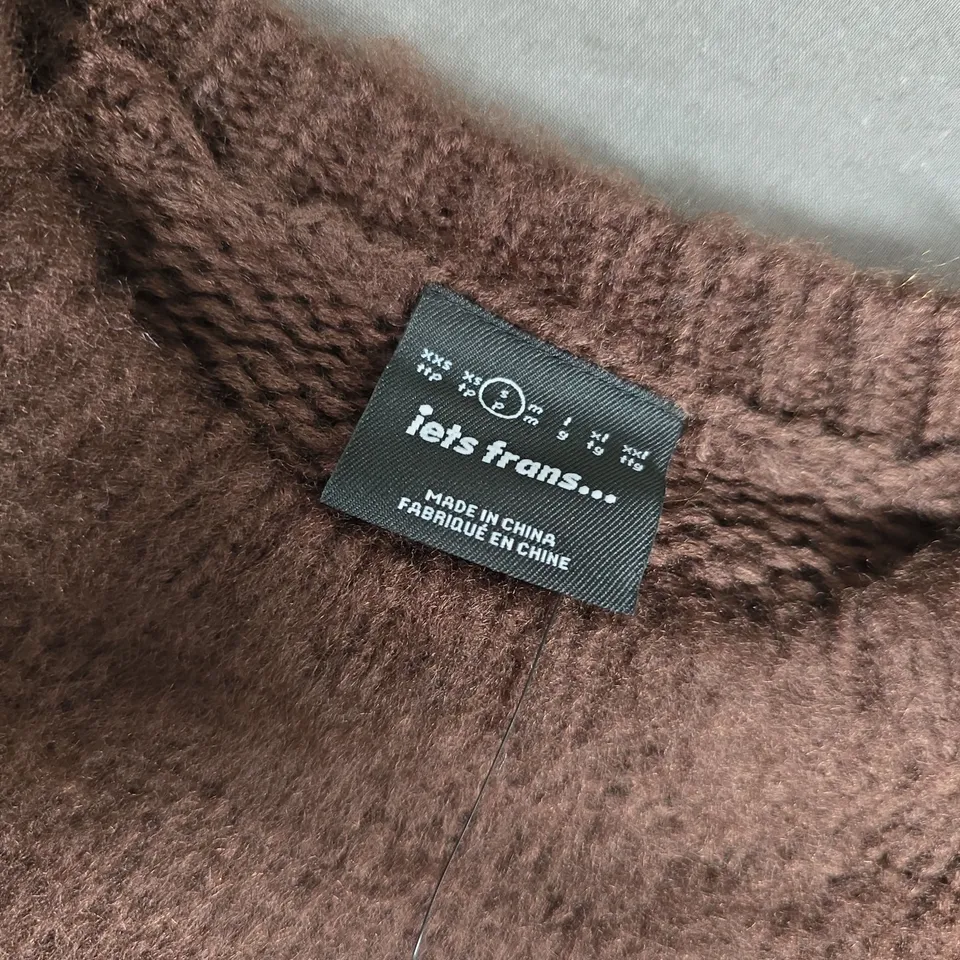 xxs xs s m l xl xxl
ttp tp p m g tg ttg
iets frans...
MADE IN CHINA
FABRIQUÉ EN CHINE